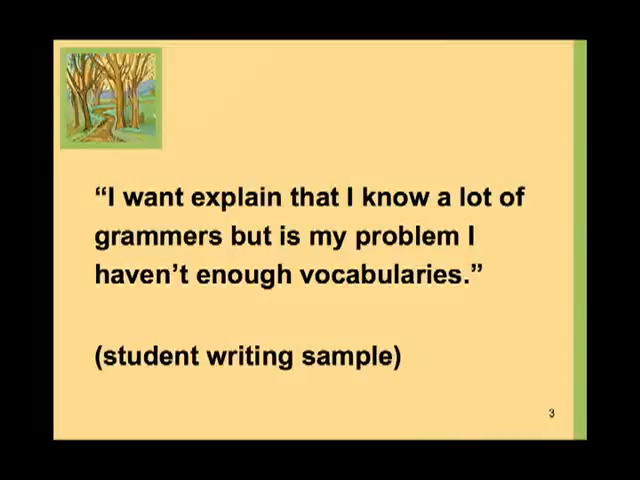 “I want explain that I know a lot of
grammers but is my problem I
haven’t enough vocabularies.”
(student writing sample)
3